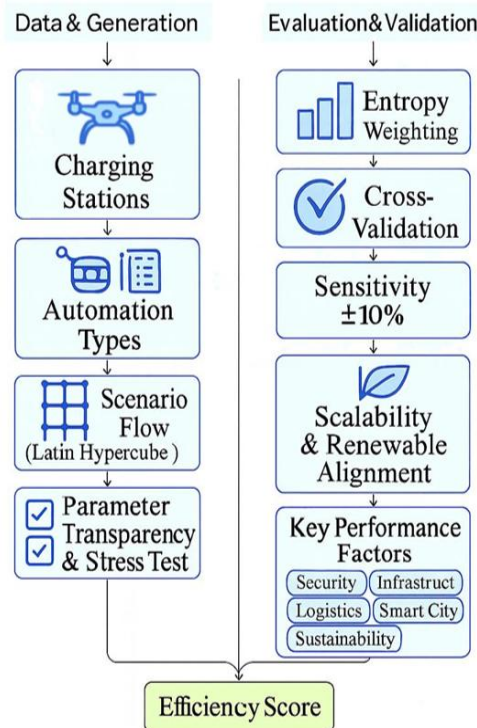 Data & Generation
Charging
Stations
Automation
Types
Scenario
Flow
(Latin Hypercube )
Parameter
Transparency
& Stress Test
Evaluation&Validation
Entropy
Weighting
Cross-
Validation
Sensitivity
±10%
Scalability
& Renewable
Alignment
Key Performance
Factors
Security
Infrastruct
Logistics
Smart City
Sustainability
Efficiency Score